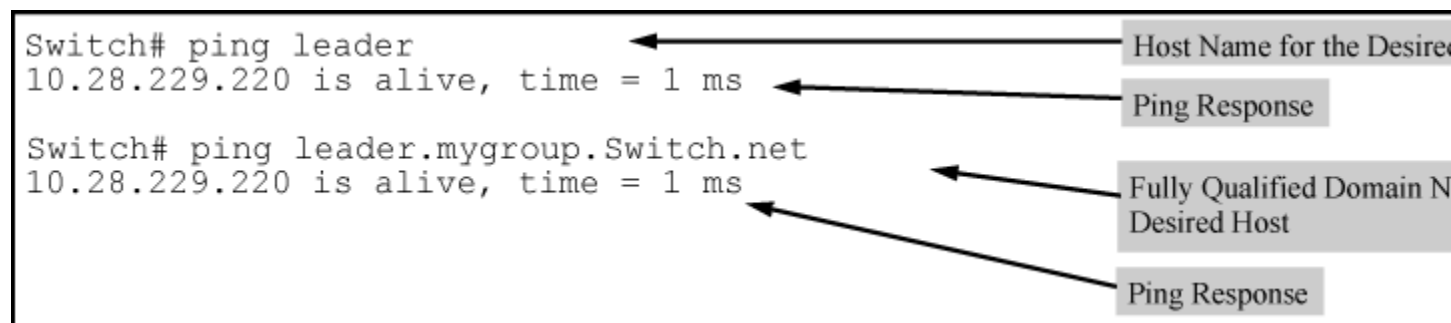 Switch# ping leader
Host Name for the Desired
10.28.229.220 is alive, time = 1 ms
Ping Response
Switch# ping leader.mygroup.Switch.net
10.28.229.220 is alive, time = 1 ms
Fully Qualified Domain
Desired Host
Ping Response